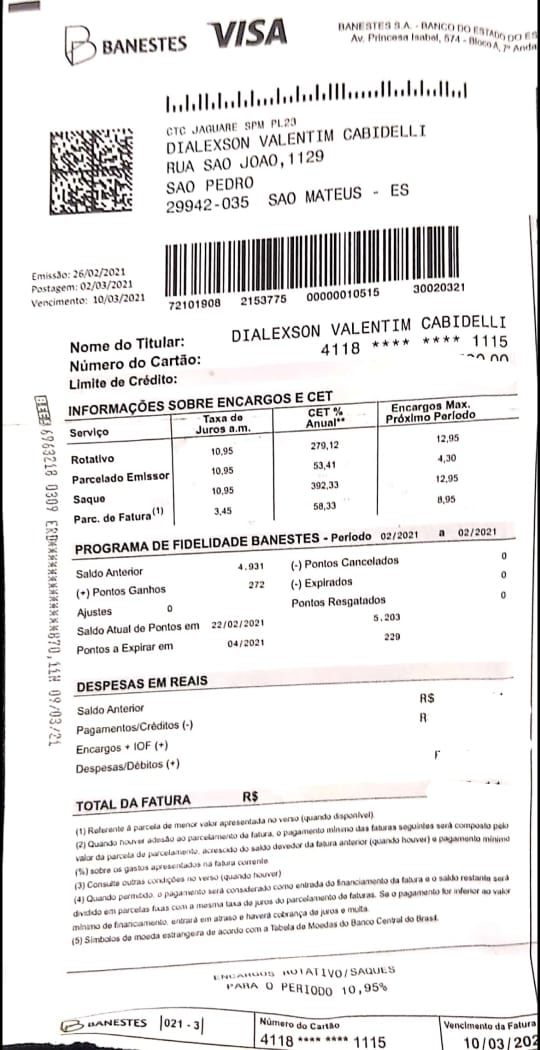 BANESTES VISA
BANESTES S.A. - BANCO DO ESTADO DO ES
Av. Princesa Isabel, 574 - Bloco A, 7º Anda
CTC JAGUARE SPM PL23
DIALEXSON VALENTIM CABIDELLI
RUA SAO JOAO,1129
SAO PEDRO
29942-035 SAO MATEUS - ES
Emissão: 26/02/2021
Postagem: 02/03/2021
Vencimento: 10/03/2021
72101908 2153775 00000010515 30020321
Nome do Titular: DIALEXSON VALENTIM CABIDELLI
Número do Cartão: 4118 **** **** 1115
Limite de Crédito:
INFORMAÇÕES SOBRE ENCARGOS E CET
Serviço Taxa de Juros a.m. CET % Anual** Encargos Max. Próximo Período
Rotativo 10,95 279,12 12,95
Parcelado Emissor 10,95 53,41 4,30
Saque 10,95 392,33 12,95
Parc. de Fatura(1) 3,45 58,33 8,95
PROGRAMA DE FIDELIDADE BANESTES - Período 02/2021 a 02/2021
Saldo Anterior 4.931 (-) Pontos Cancelados 0
(+) Pontos Ganhos 272 (-) Expirados 0
Ajustes 0 Pontos Resgatados 0
Saldo Atual de Pontos em 22/02/2021 5.203
Pontos a Expirar em 04/2021 229
DESPESAS EM REAIS
Saldo Anterior R$
Pagamentos/Créditos (-) R
Encargos + IOF (+)
Despesas/Débitos (+)
TOTAL DA FATURA R$
(1) Referente à parcela de menor valor apresentada no verso (quando disponível).
(2) Quando houver adesão ao parcelamento da fatura, o pagamento mínimo das faturas seguintes será composto pelo
valor da parcela de parcelamento, acrescido do saldo devedor da fatura anterior (quando houver) e pagamento mínimo
(%) sobre os gastos apresentados na fatura corrente.
(3) Consulte outras condições no verso (quando houver)
(4) Quando permitido, o pagamento será considerado como entrada do financiamento da fatura e o saldo restante será
dividido em parcelas fixas com a mesma taxa de juros do parcelamento de faturas. Se o pagamento for inferior ao valor
mínimo de financiamento, entrará em atraso e haverá cobrança de juros e multa.
(5) Símbolos de moeda estrangeira de acordo com a Tabela de Moedas do Banco Central do Brasil.
ENCARGOS ROTATIVO/SAQUES
PARA O PERIODO 10,95%
BANESTES |021 - 3|
Número do Cartão
4118 **** **** 1115
Vencimento da Fatura
10/03/202